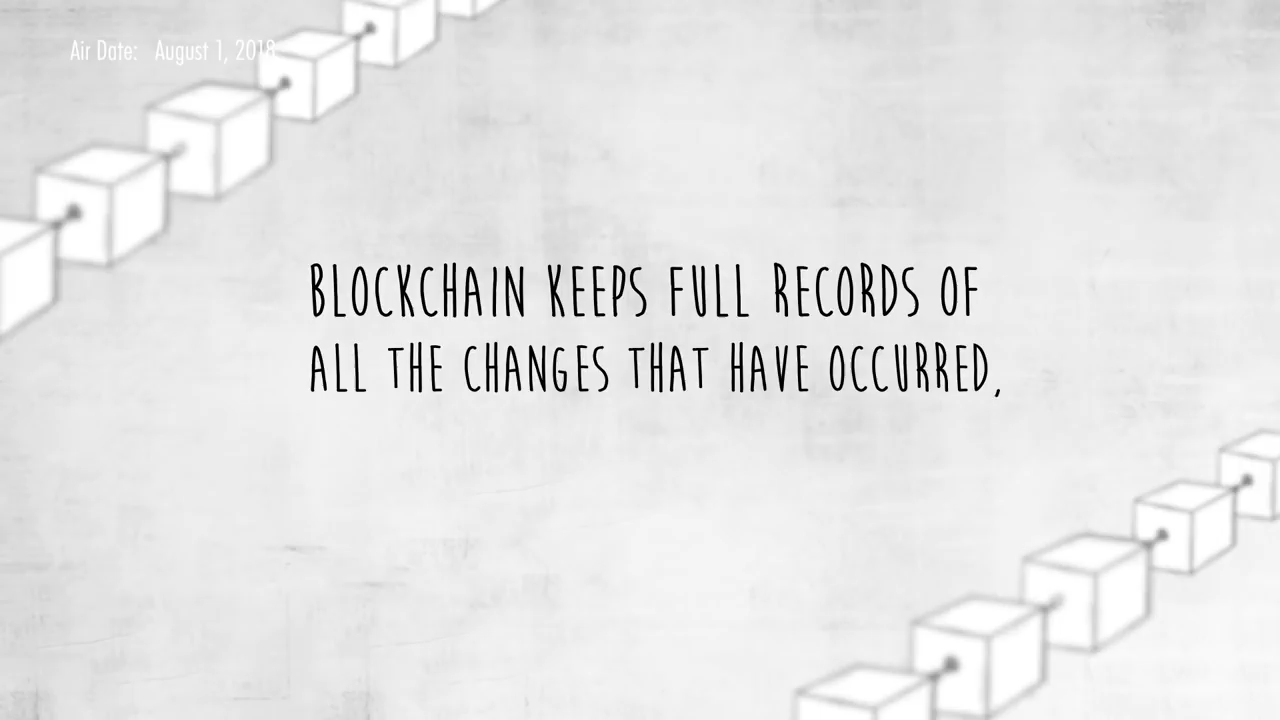 Air Date: August 1, 2018
BLOCKCHAIN KEEPS FULL RECORDS OF
ALL THE CHANGES THAT HAVE OCCURRED,